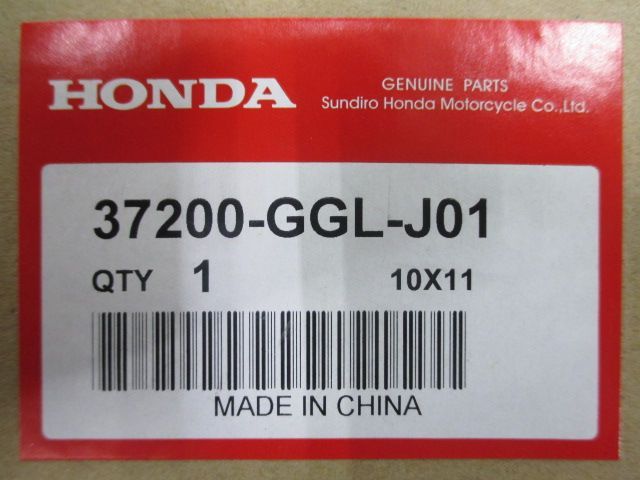 HONDA
GENUINE PARTS
Sundiro Honda Motorcycle Co.,Ltd.
37200-GGL-J01
QTY 1 10X11
MADE IN CHINA